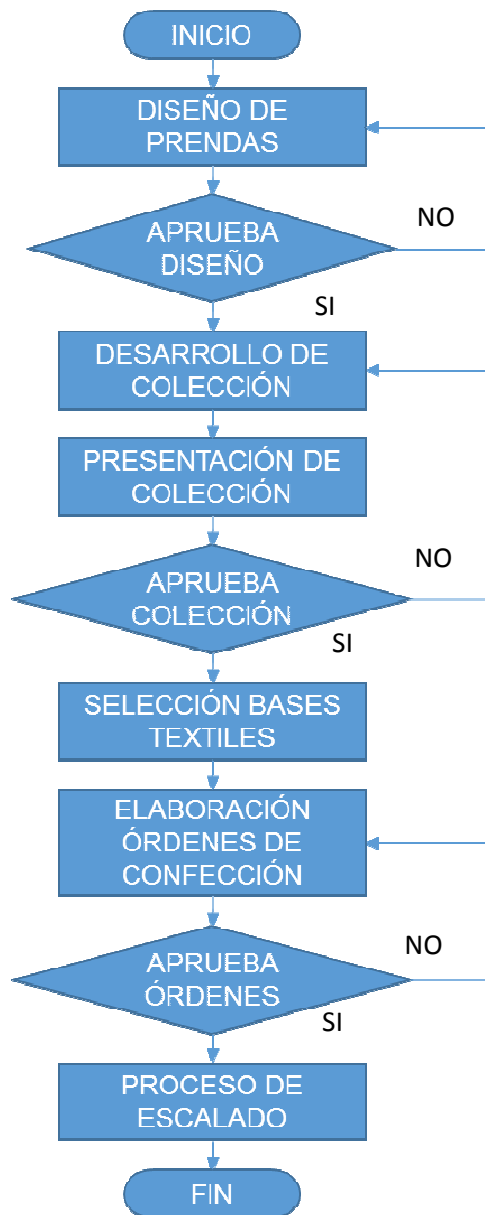 INICIO
DISEÑO DE
PRENDAS
NO
APRUEBA
DISEÑO
SI
DESARROLLO DE
COLECCIÓN
PRESENTACIÓN DE
COLECCIÓN
NO
APRUEBA
COLECCIÓN
SI
SELECCIÓN BASES
TEXTILES
ELABORACIÓN
ÓRDENES DE
CONFECCIÓN
NO
APRUEBA
ÓRDENES
SI
PROCESO DE
ESCALADO
FIN